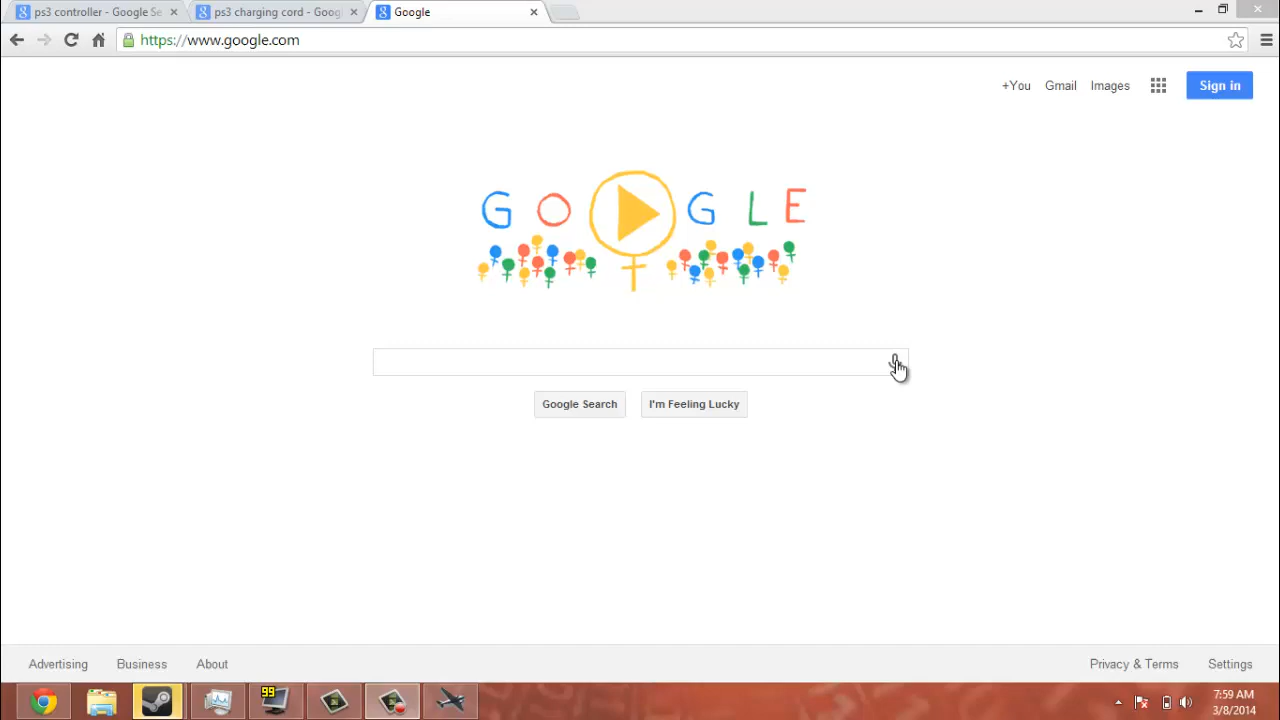 ps3 controller - Google Se
ps3 charging cord - Goog
Google
https://www.google.com
+You
Gmail
Images
Sign in
GOOGLE
Google Search
I'm Feeling Lucky
Advertising
Business
About
Privacy & Terms
Settings
99
7:59 AM
3/8/2014